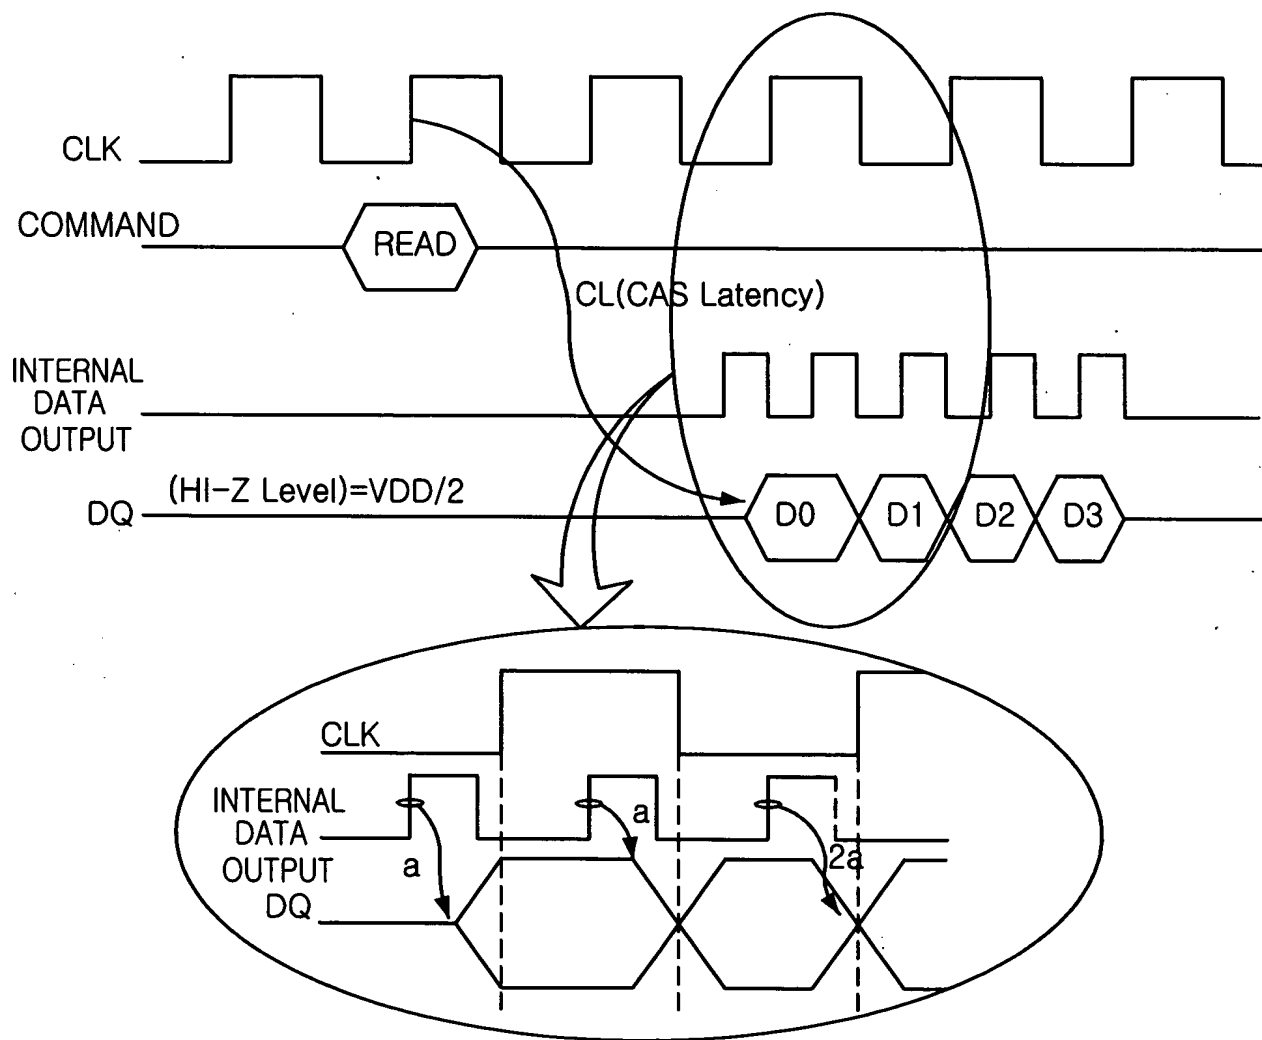 CLK
COMMAND
READ
CL(CAS Latency)
INTERNAL
DATA
OUTPUT
(HI-Z Level)=VDD/2
DQ
D0
D1
D2
D3
CLK
INTERNAL
DATA
OUTPUT
DQ
a
a
2a